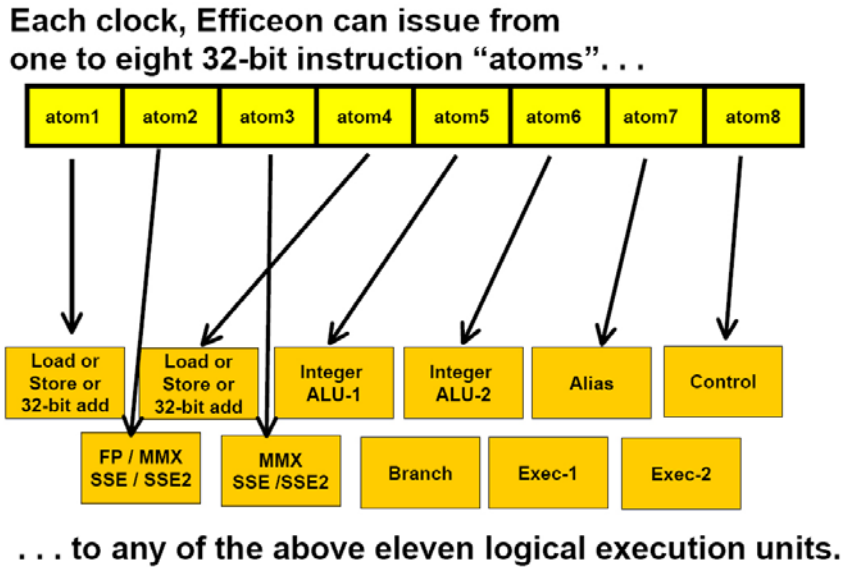 Each clock, Efficeon can issue from
one to eight 32-bit instruction “atoms”. . .
atom1 atom2 atom3 atom4 atom5 atom6 atom7 atom8
Load or
Store or
32-bit add
Load or
Store or
32-bit add
Integer
ALU-1
Integer
ALU-2
Alias
Control
FP / MMX
SSE / SSE2
MMX
SSE /SSE2
Branch
Exec-1
Exec-2
. . . to any of the above eleven logical execution units.